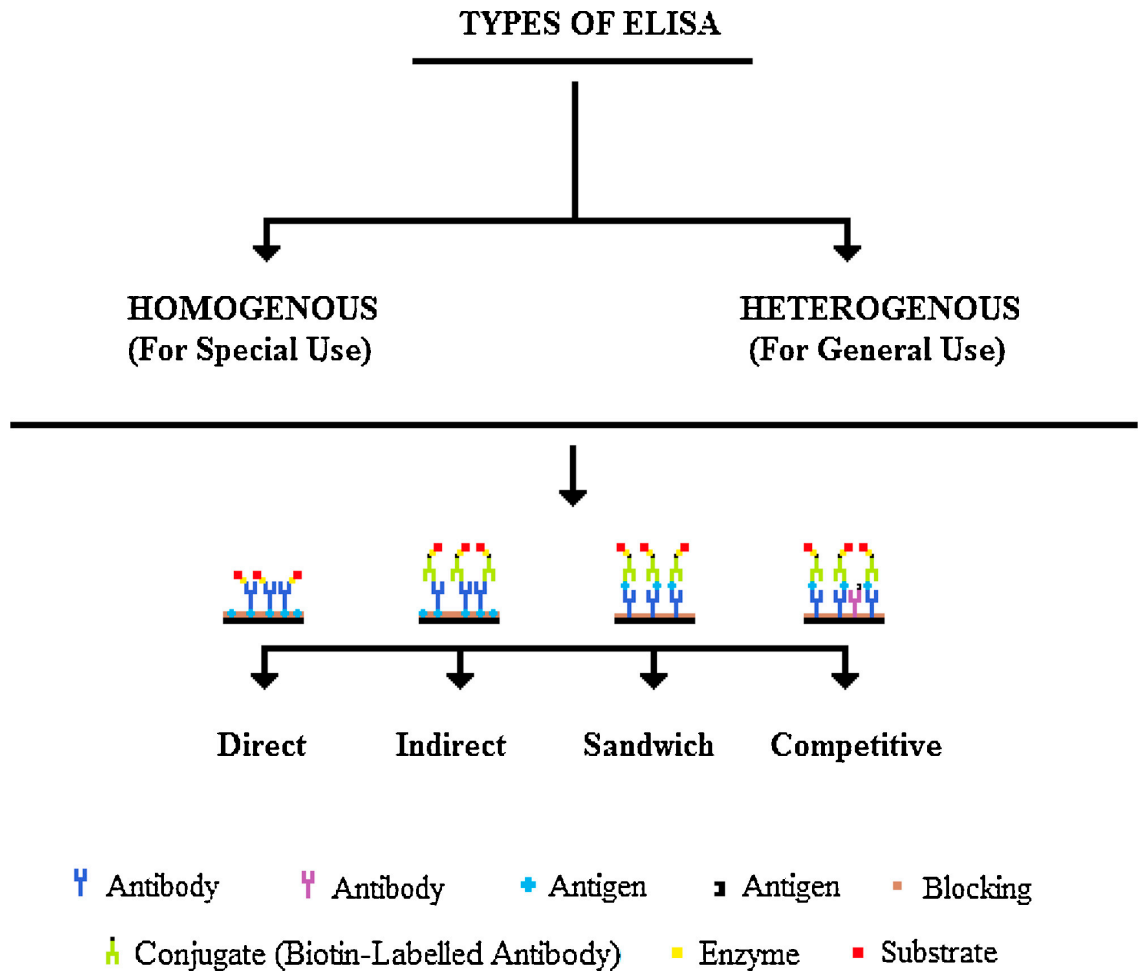 TYPES OF ELISA
HOMOGENOUS
(For Special Use)
HETEROGENOUS
(For General Use)
Direct
Indirect
Sandwich
Competitive
Antibody
Antibody
Antigen
Antigen
Blocking
Conjugate (Biotin-Labelled Antibody)
Enzyme
Substrate